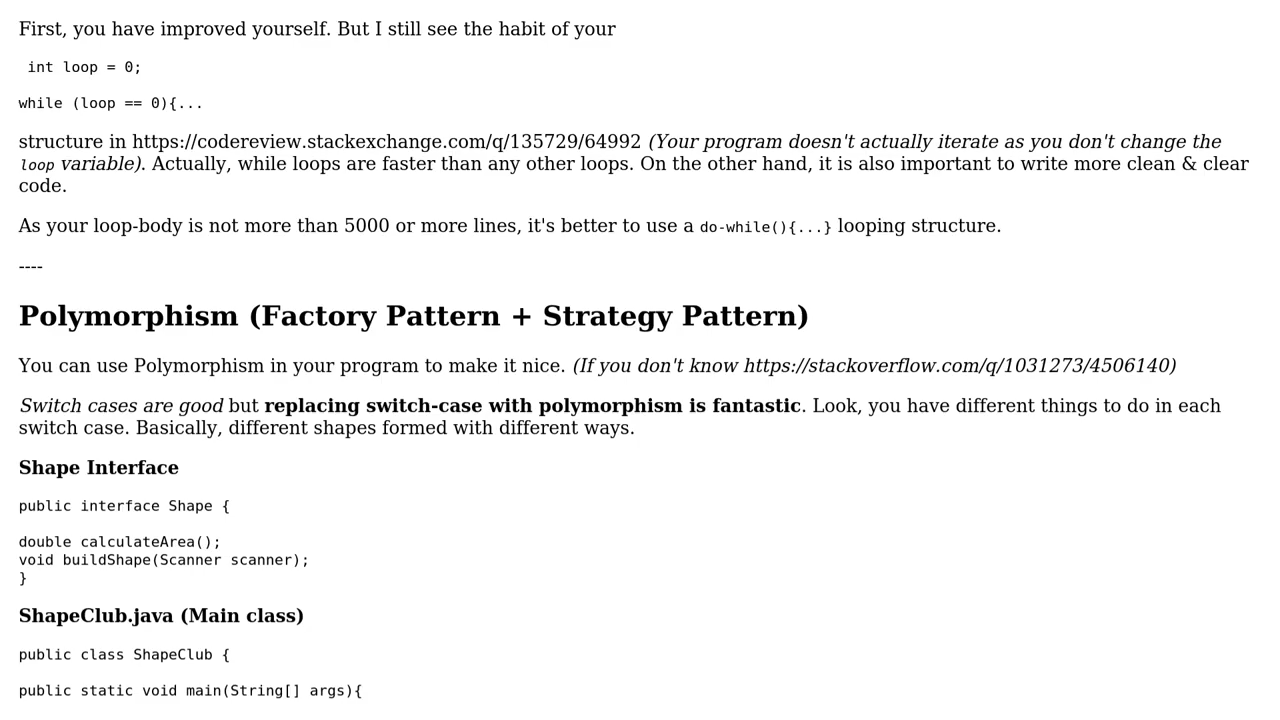 First, you have improved yourself. But I still see the habit of your
int loop = 0;
while (loop == 0){...
structure in https://codereview.stackexchange.com/q/135729/64992 (Your program doesn't actually iterate as you don't change the
loop variable). Actually, while loops are faster than any other loops. On the other hand, it is also important to write more clean & clear
code.
As your loop-body is not more than 5000 or more lines, it's better to use a do-while(){...} looping structure.
----
Polymorphism (Factory Pattern + Strategy Pattern)
You can use Polymorphism in your program to make it nice. (If you don't know https://stackoverflow.com/q/1031273/4506140)
Switch cases are good but replacing switch-case with polymorphism is fantastic. Look, you have different things to do in each
switch case. Basically, different shapes formed with different ways.
Shape Interface
public interface Shape {
double calculateArea();
void buildShape(Scanner scanner);
}
ShapeClub.java (Main class)
public class ShapeClub {
public static void main(String[] args){